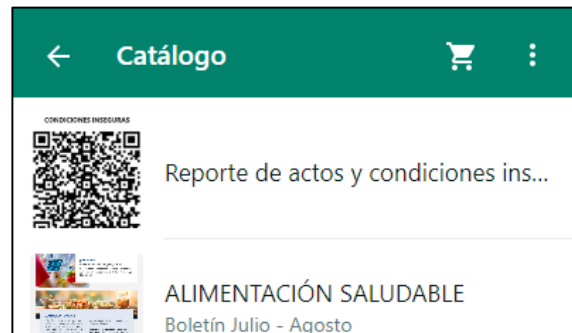 Catálogo
CONDICIONES INSEGURAS
Reporte de actos y condiciones ins...
ALIMENTACIÓN SALUDABLE
Boletín Julio - Agosto